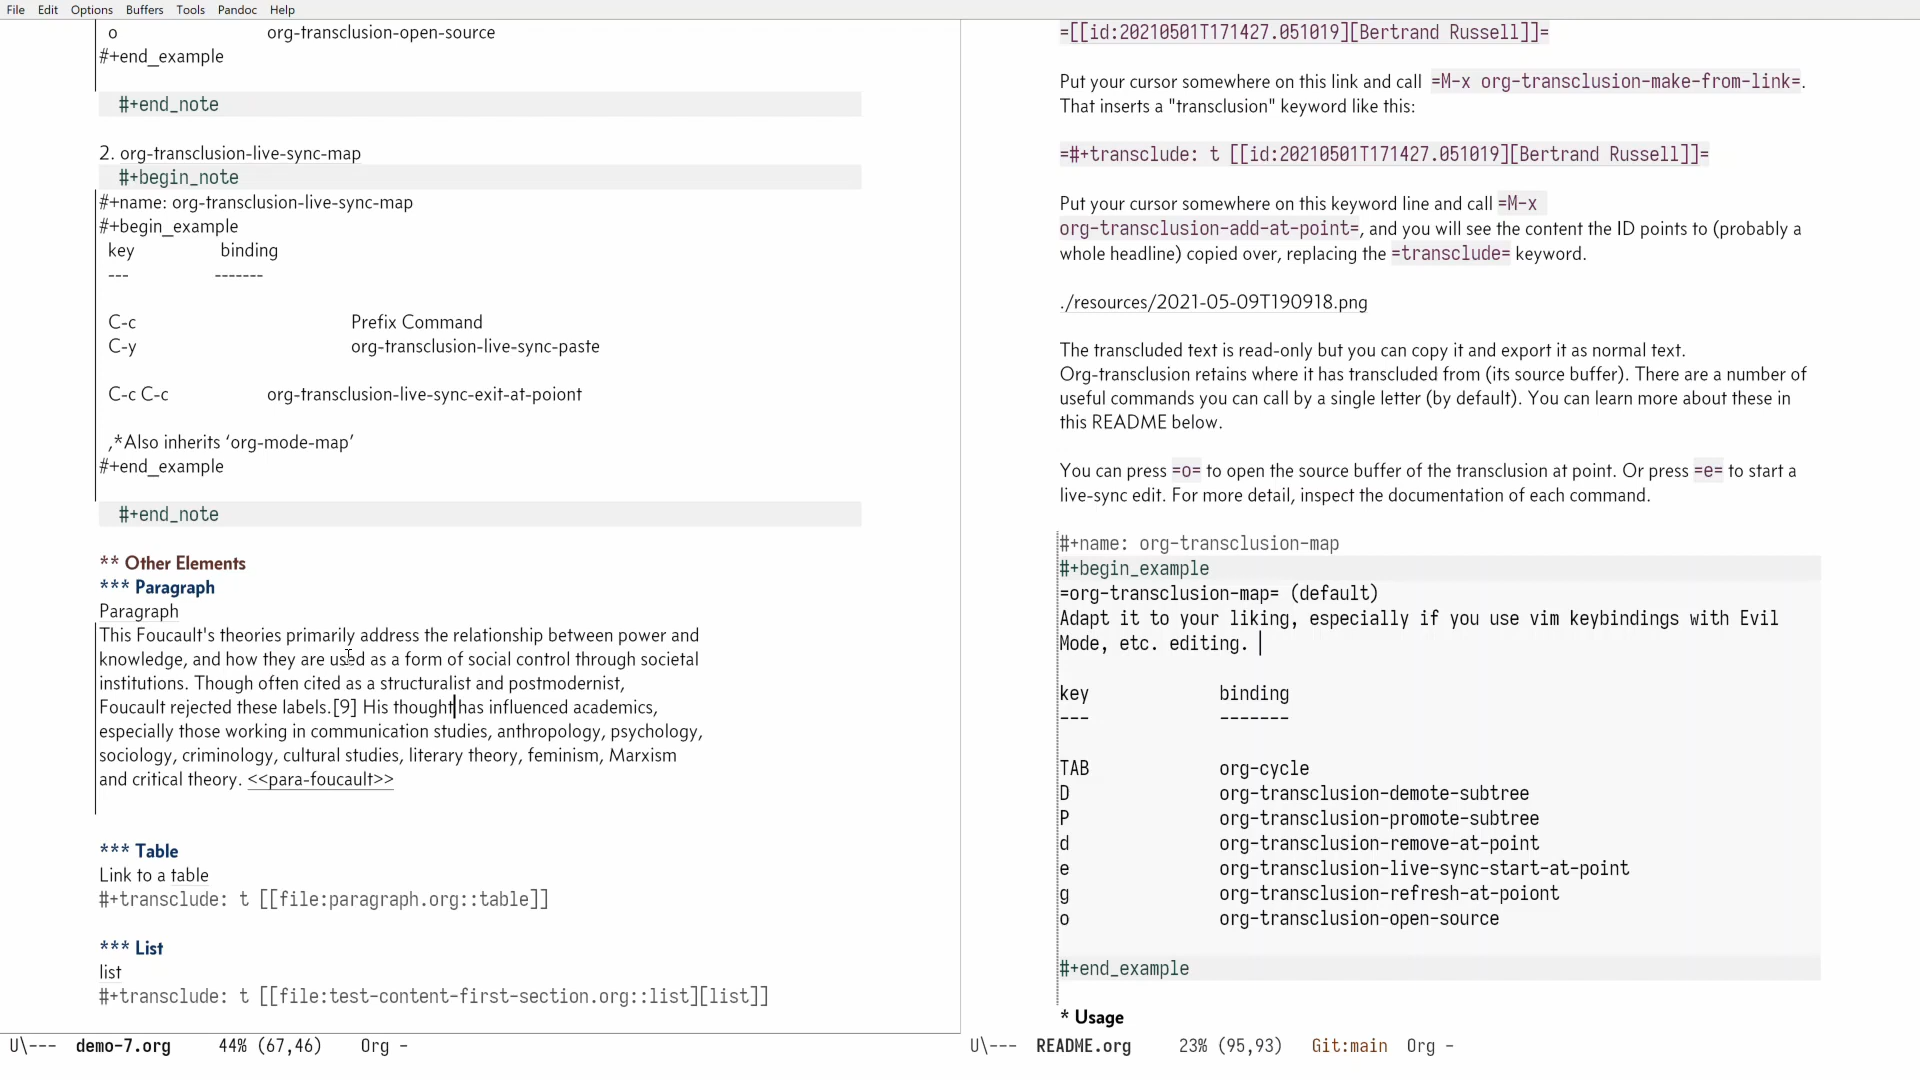 File Edit Options Buffers Tools Pandoc Help
o org-transclusion-open-source
#+end_example
#+end_note
2. org-transclusion-live-sync-map
#+begin_note
#+name: org-transclusion-live-sync-map
#+begin_example
key binding
--- -------
C-c Prefix Command
C-y org-transclusion-live-sync-paste
C-c C-c org-transclusion-live-sync-exit-at-poiont
,*Also inherits ‘org-mode-map’
#+end_example
#+end_note
** Other Elements
*** Paragraph
Paragraph
This Foucault's theories primarily address the relationship between power and
knowledge, and how they are used as a form of social control through societal
institutions. Though often cited as a structuralist and postmodernist,
Foucault rejected these labels.[9] His thought has influenced academics,
especially those working in communication studies, anthropology, psychology,
sociology, criminology, cultural studies, literary theory, feminism, Marxism
and critical theory. <<para-foucault>>
*** Table
Link to a table
#+transclude: t [[file:paragraph.org::table]]
*** List
list
#+transclude: t [[file:test-content-first-section.org::list][list]]
U\--- demo-7.org 44% (67,46) Org -
=[[id:20210501T171427.051019][Bertrand Russell]]=
Put your cursor somewhere on this link and call =M-x org-transclusion-make-from-link=.
That inserts a "transclusion" keyword like this:
=#+transclude: t [[id:20210501T171427.051019][Bertrand Russell]]=
Put your cursor somewhere on this keyword line and call =M-x
org-transclusion-add-at-point=, and you will see the content the ID points to (probably a
whole headline) copied over, replacing the =transclude= keyword.
./resources/2021-05-09T190918.png
The transcluded text is read-only but you can copy it and export it as normal text.
Org-transclusion retains where it has transcluded from (its source buffer). There are a number of
useful commands you can call by a single letter (by default). You can learn more about these in
this README below.
You can press =o= to open the source buffer of the transclusion at point. Or press =e= to start a
live-sync edit. For more detail, inspect the documentation of each command.
#+name: org-transclusion-map
#+begin_example
=org-transclusion-map= (default)
Adapt it to your liking, especially if you use vim keybindings with Evil
Mode, etc. editing.
key binding
--- -------
TAB org-cycle
D org-transclusion-demote-subtree
P org-transclusion-promote-subtree
d org-transclusion-remove-at-point
e org-transclusion-live-sync-start-at-point
g org-transclusion-refresh-at-poiont
o org-transclusion-open-source
#+end_example
* Usage
U\--- README.org 23% (95,93) Git:main Org -